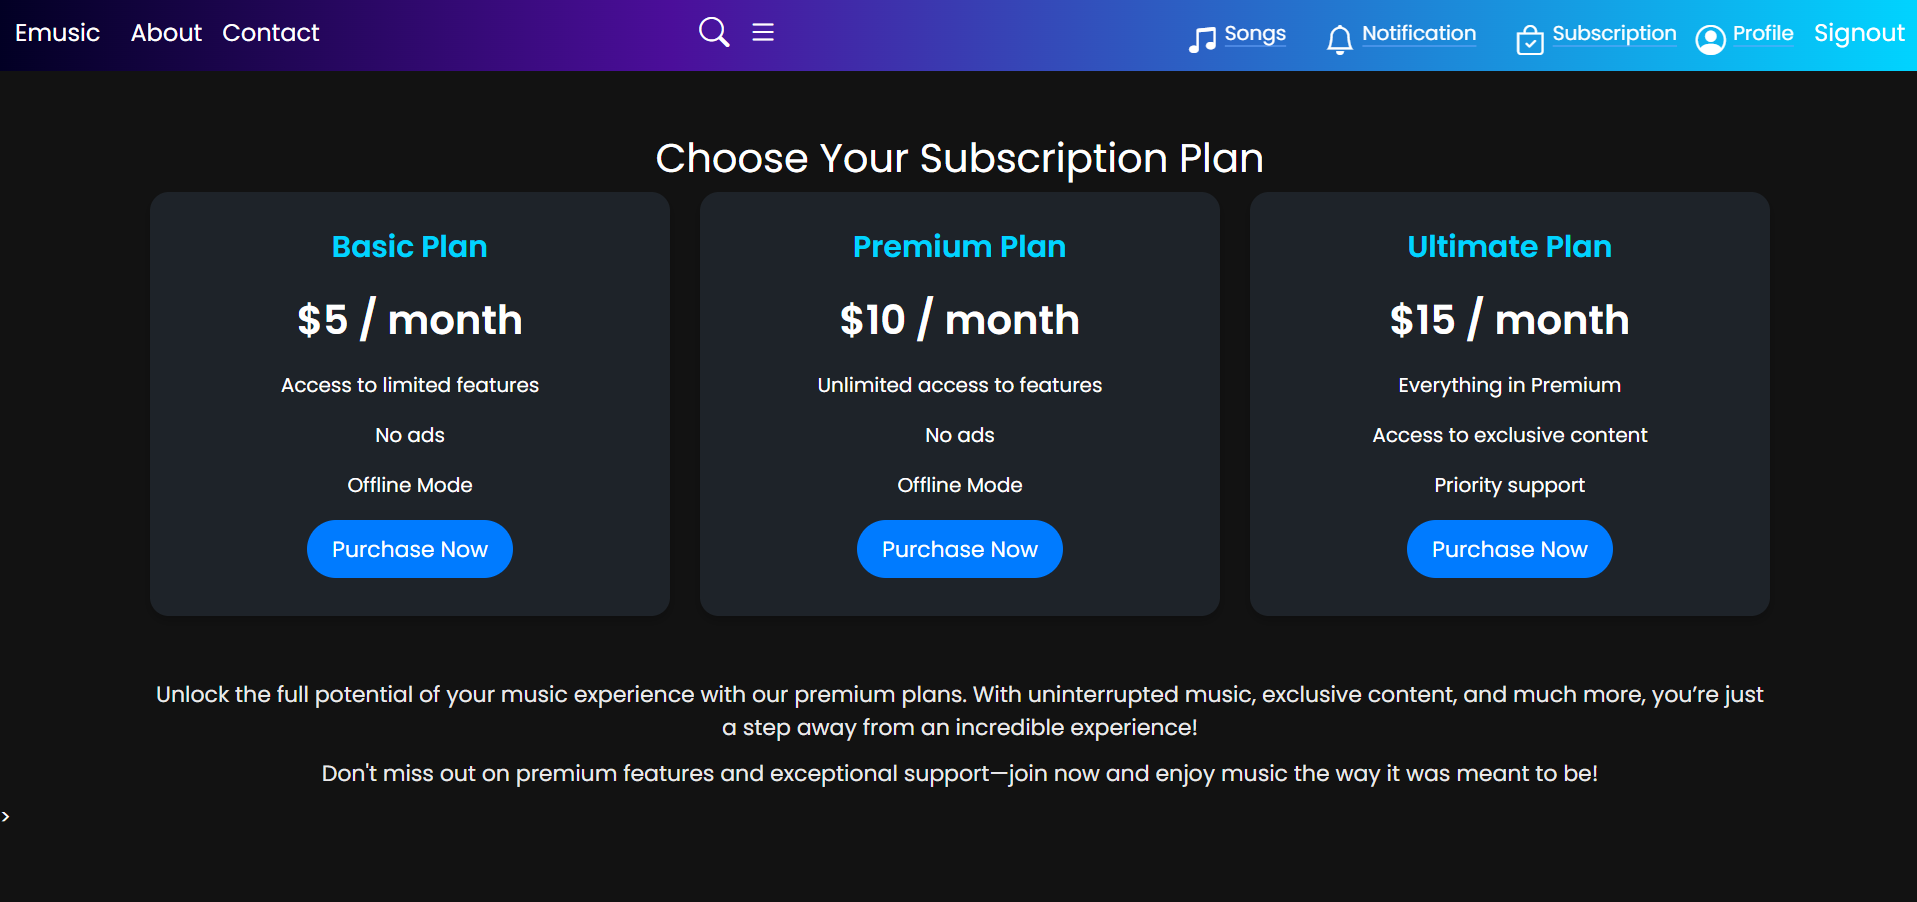 Emusic About Contact Songs Notification Subscription Profile Signout
Choose Your Subscription Plan
Basic Plan
$5 / month
Access to limited features
No ads
Offline Mode
Purchase Now
Premium Plan
$10 / month
Unlimited access to features
No ads
Offline Mode
Purchase Now
Ultimate Plan
$15 / month
Everything in Premium
Access to exclusive content
Priority support
Purchase Now
Unlock the full potential of your music experience with our premium plans. With uninterrupted music, exclusive content, and much more, you’re just
a step away from an incredible experience!
Don't miss out on premium features and exceptional support—join now and enjoy music the way it was meant to be!
>